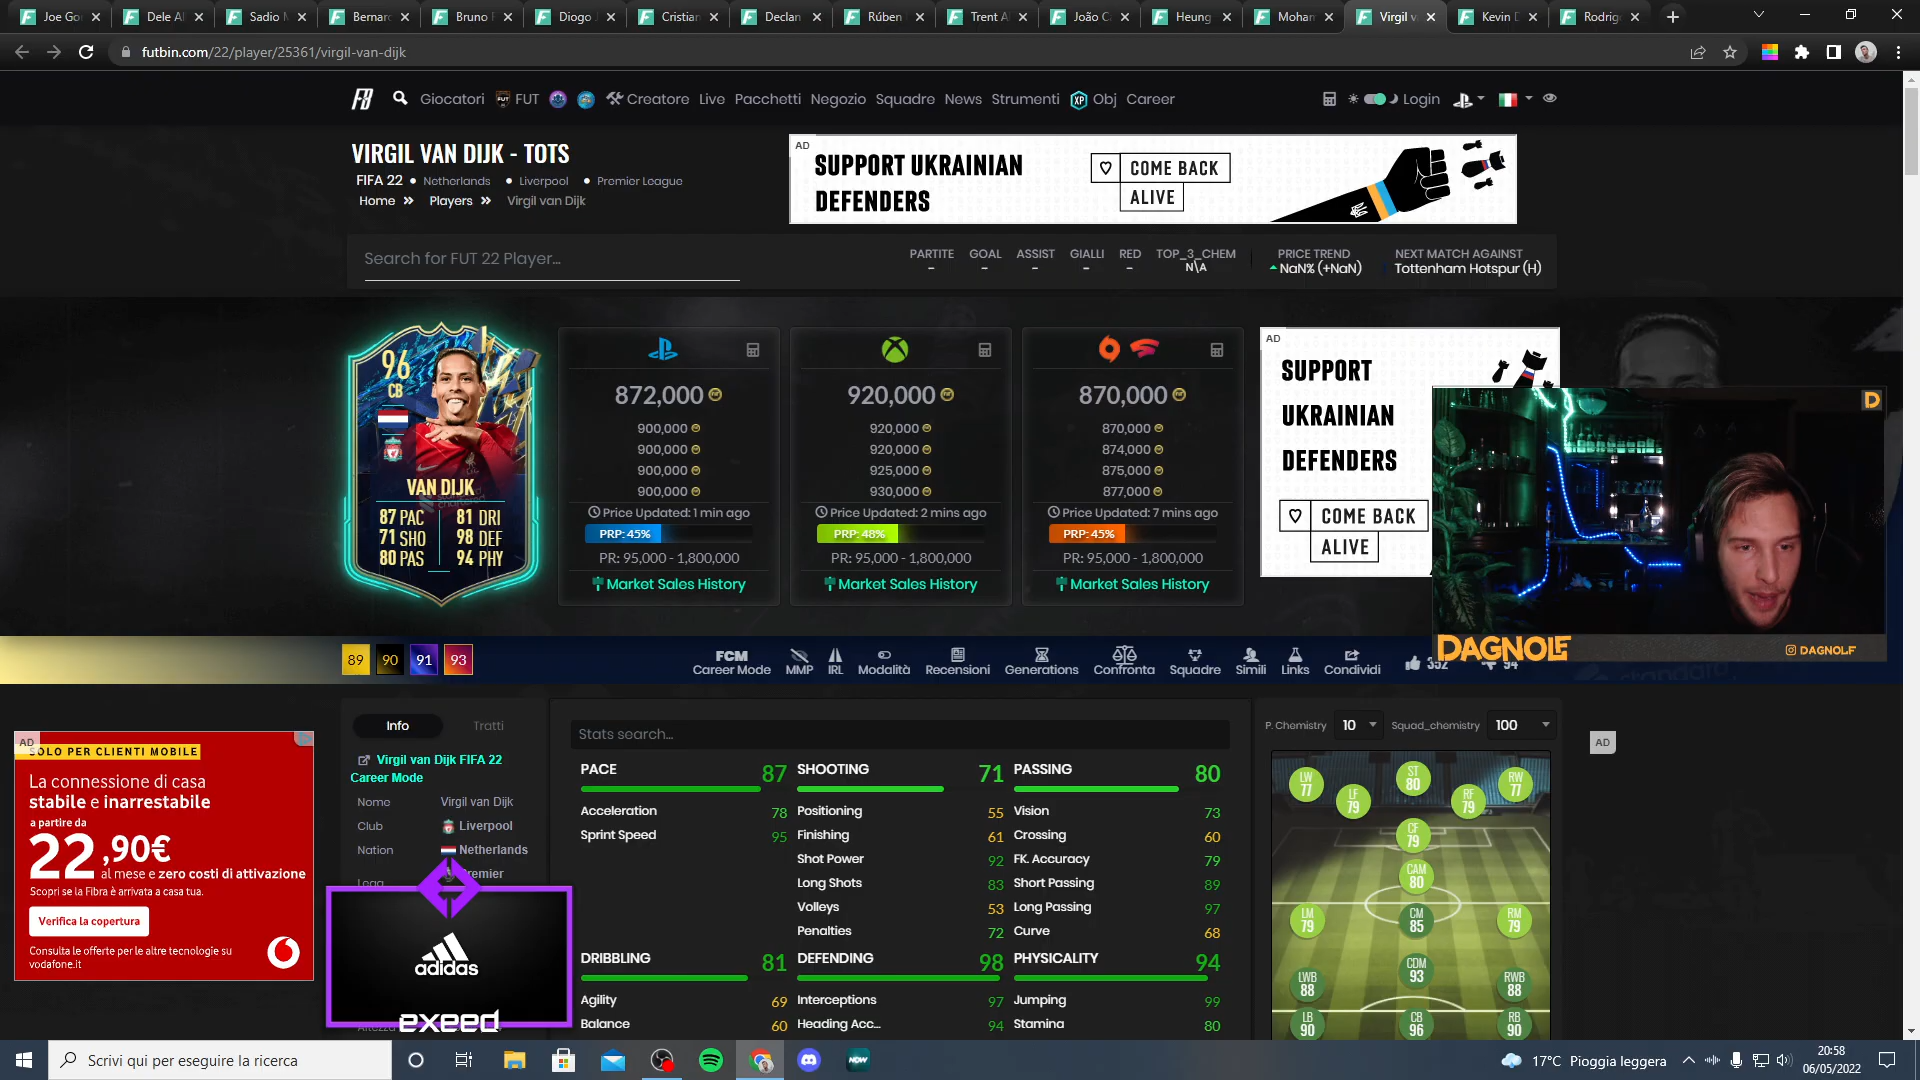 Joe Go
Dele Al
Sadio M
Bernar
Bruno F
Diogo J
Cristian
Declan
Rúben
Trent A
João C
Heung
Moham
Virgil v
Kevin D
Rodrig
futbin.com/22/player/25361/virgil-van-dijk
Giocatori FUT Creatore Live Pacchetti Negozio Squadre News Strumenti XP Obj Career Login
VIRGIL VAN DIJK - TOTS
FIFA 22 • Netherlands • Liverpool • Premier League
Home » Players » Virgil van Dijk
AD
SUPPORT UKRAINIAN
DEFENDERS
COME BACK
ALIVE
Search for FUT 22 Player...
PARTITE GOAL ASSIST GIALLI RED TOP_3_CHEM PRICE TREND NEXT MATCH AGAINST
- - - - - N\A NaN% (+NaN) Tottenham Hotspur (H)
96
CB
VAN DIJK
87 PAC 81 DRI
71 SHO 98 DEF
80 PAS 94 PHY
872,000
900,000
900,000
900,000
900,000
Price Updated: 1 min ago
PRP: 45%
PR: 95,000 - 1,800,000
Market Sales History
920,000
920,000
920,000
925,000
930,000
Price Updated: 2 mins ago
PRP: 48%
PR: 95,000 - 1,800,000
Market Sales History
870,000
870,000
874,000
875,000
877,000
Price Updated: 7 mins ago
PRP: 45%
PR: 95,000 - 1,800,000
Market Sales History
AD
SUPPORT
UKRAINIAN
DEFENDERS
COME BACK
ALIVE
D
DAGNOLF
DAGNOLF
89 90 91 93
FCM
Career Mode MMP IRL Modalità Recensioni Generations Confronta Squadre Simili Links Condividi 352 94
AD
SOLO PER CLIENTI MOBILE
La connessione di casa
stabile e inarrestabile
a partire da
22,90€
al mese e zero costi di attivazione
Scopri se la Fibra è arrivata a casa tua.
Verifica la copertura
Consulta le offerte per le altre tecnologie su
vodafone.it
Info Tratti
Virgil van Dijk FIFA 22
Career Mode
Nome Virgil van Dijk
Club Liverpool
Nation Netherlands
Lega Premier
adidas
exeed
Stats search...
PACE 87
Acceleration 78
Sprint Speed 95
SHOOTING 71
Positioning 55
Finishing 61
Shot Power 92
Long Shots 83
Volleys 53
Penalties 72
PASSING 80
Vision 73
Crossing 60
FK. Accuracy 79
Short Passing 89
Long Passing 97
Curve 68
DRIBBLING 81
Agility 69
Balance 60
DEFENDING 98
Interceptions 97
Heading Acc... 94
PHYSICALITY 94
Jumping 99
Stamina 80
P. Chemistry 10 Squad_chemistry 100
LW
77
LF
79
ST
80
RF
79
RW
77
CF
79
CAM
80
LM
79
CM
85
RM
79
LWB
88
CDM
93
RWB
88
LB
90
CB
96
RB
90
AD
Scrivi qui per eseguire la ricerca
NOW
17°C Pioggia leggera
20:58
06/05/2022